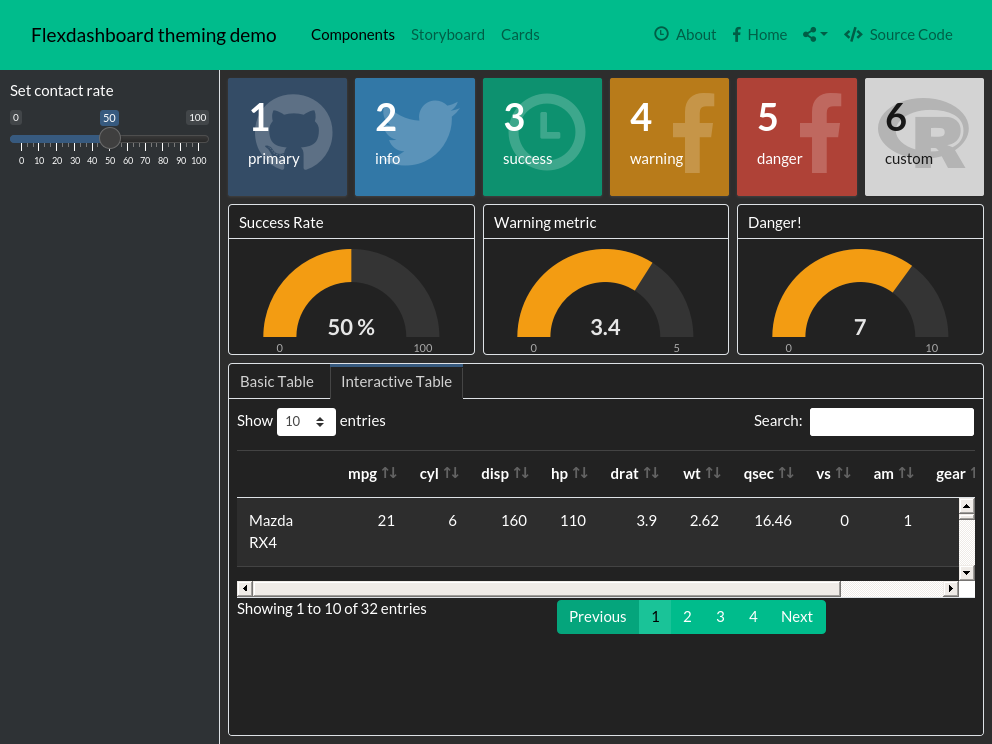 Flexdashboard theming demo Components Storyboard Cards About Home Source Code
Set contact rate
0 50 100
0 10 20 30 40 50 60 70 80 90 100
1 primary
2 info
3 success
4 warning
5 danger
6 custom
Success Rate
50 %
0 100
Warning metric
3.4
0 5
Danger!
7
0 10
Basic Table Interactive Table
Show 10 entries Search:
mpg cyl disp hp drat wt qsec vs am gear
Mazda RX4 21 6 160 110 3.9 2.62 16.46 0 1
Showing 1 to 10 of 32 entries
Previous 1 2 3 4 Next